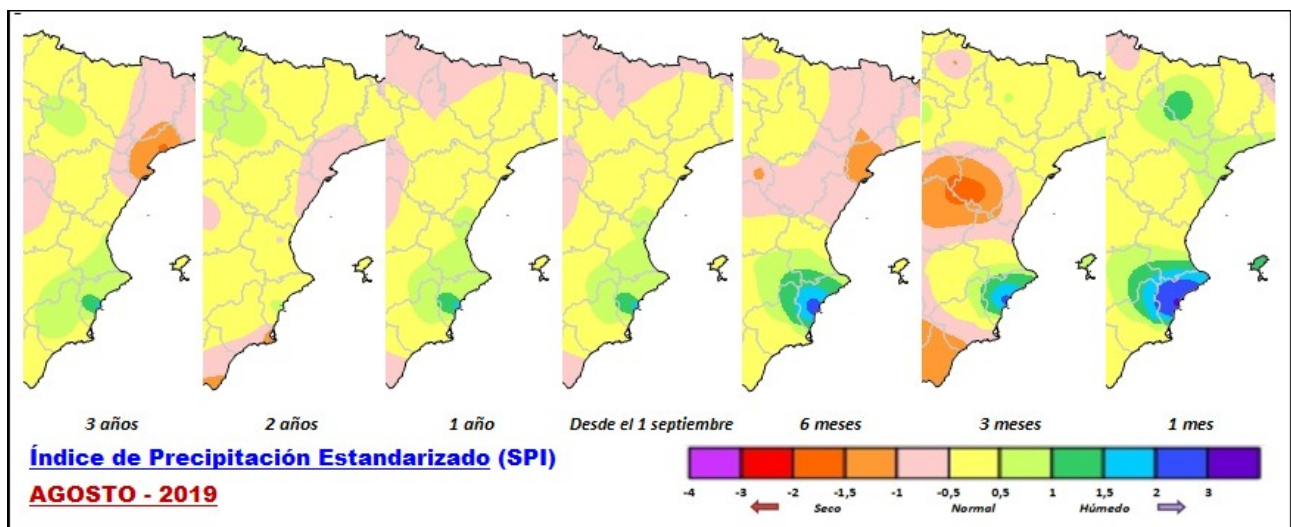 3 años
2 años
1 año
Desde el 1 septiembre
6 meses
3 meses
1 mes
Índice de Precipitación Estandarizado (SPI)
AGOSTO - 2019
-4 -3 -2 -1,5 -1 -0,5 0,5 1 1,5 2 3
Seco Normal Húmedo